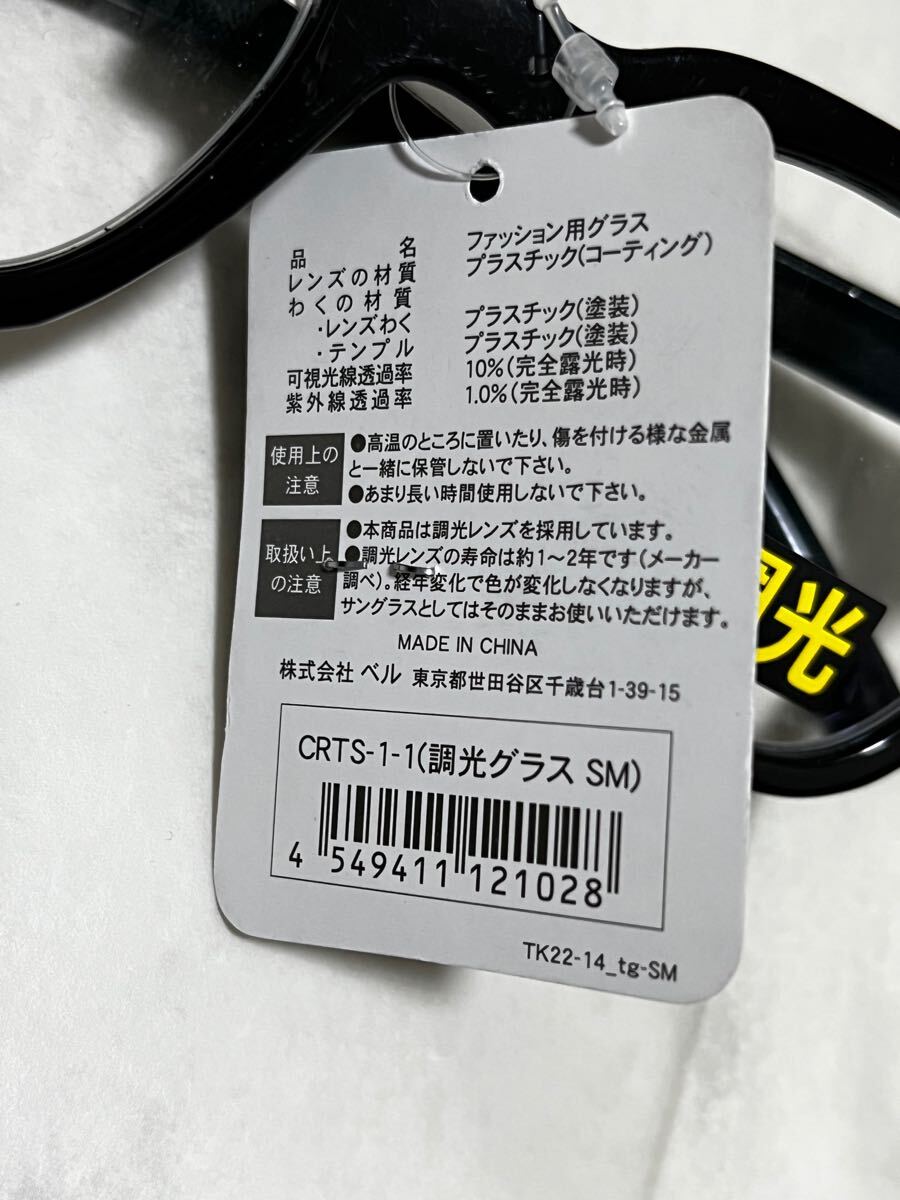 品名 ファッション用グラス
レンズの材質 プラスチック(コーティング)
わくの材質
・レンズわく プラスチック(塗装)
・テンプル プラスチック(塗装)
可視光線透過率 10%(完全露光時)
紫外線透過率 1.0%(完全露光時)
使用上の
注意
●高温のところに置いたり、傷を付ける様な金属
と一緒に保管しないで下さい。
●あまり長い時間使用しないで下さい。
取扱い上
の注意
●本商品は調光レンズを採用しています。
●調光レンズの寿命は約1～2年です(メーカー
調べ)。経年変化で色が変化しなくなりますが、
サングラスとしてはそのままお使いいただけます。
MADE IN CHINA
株式会社 ベル 東京都世田谷区千歳台1-39-15
CRTS-1-1(調光グラス SM)
4 549411 121028
TK22-14_tg-SM
調光